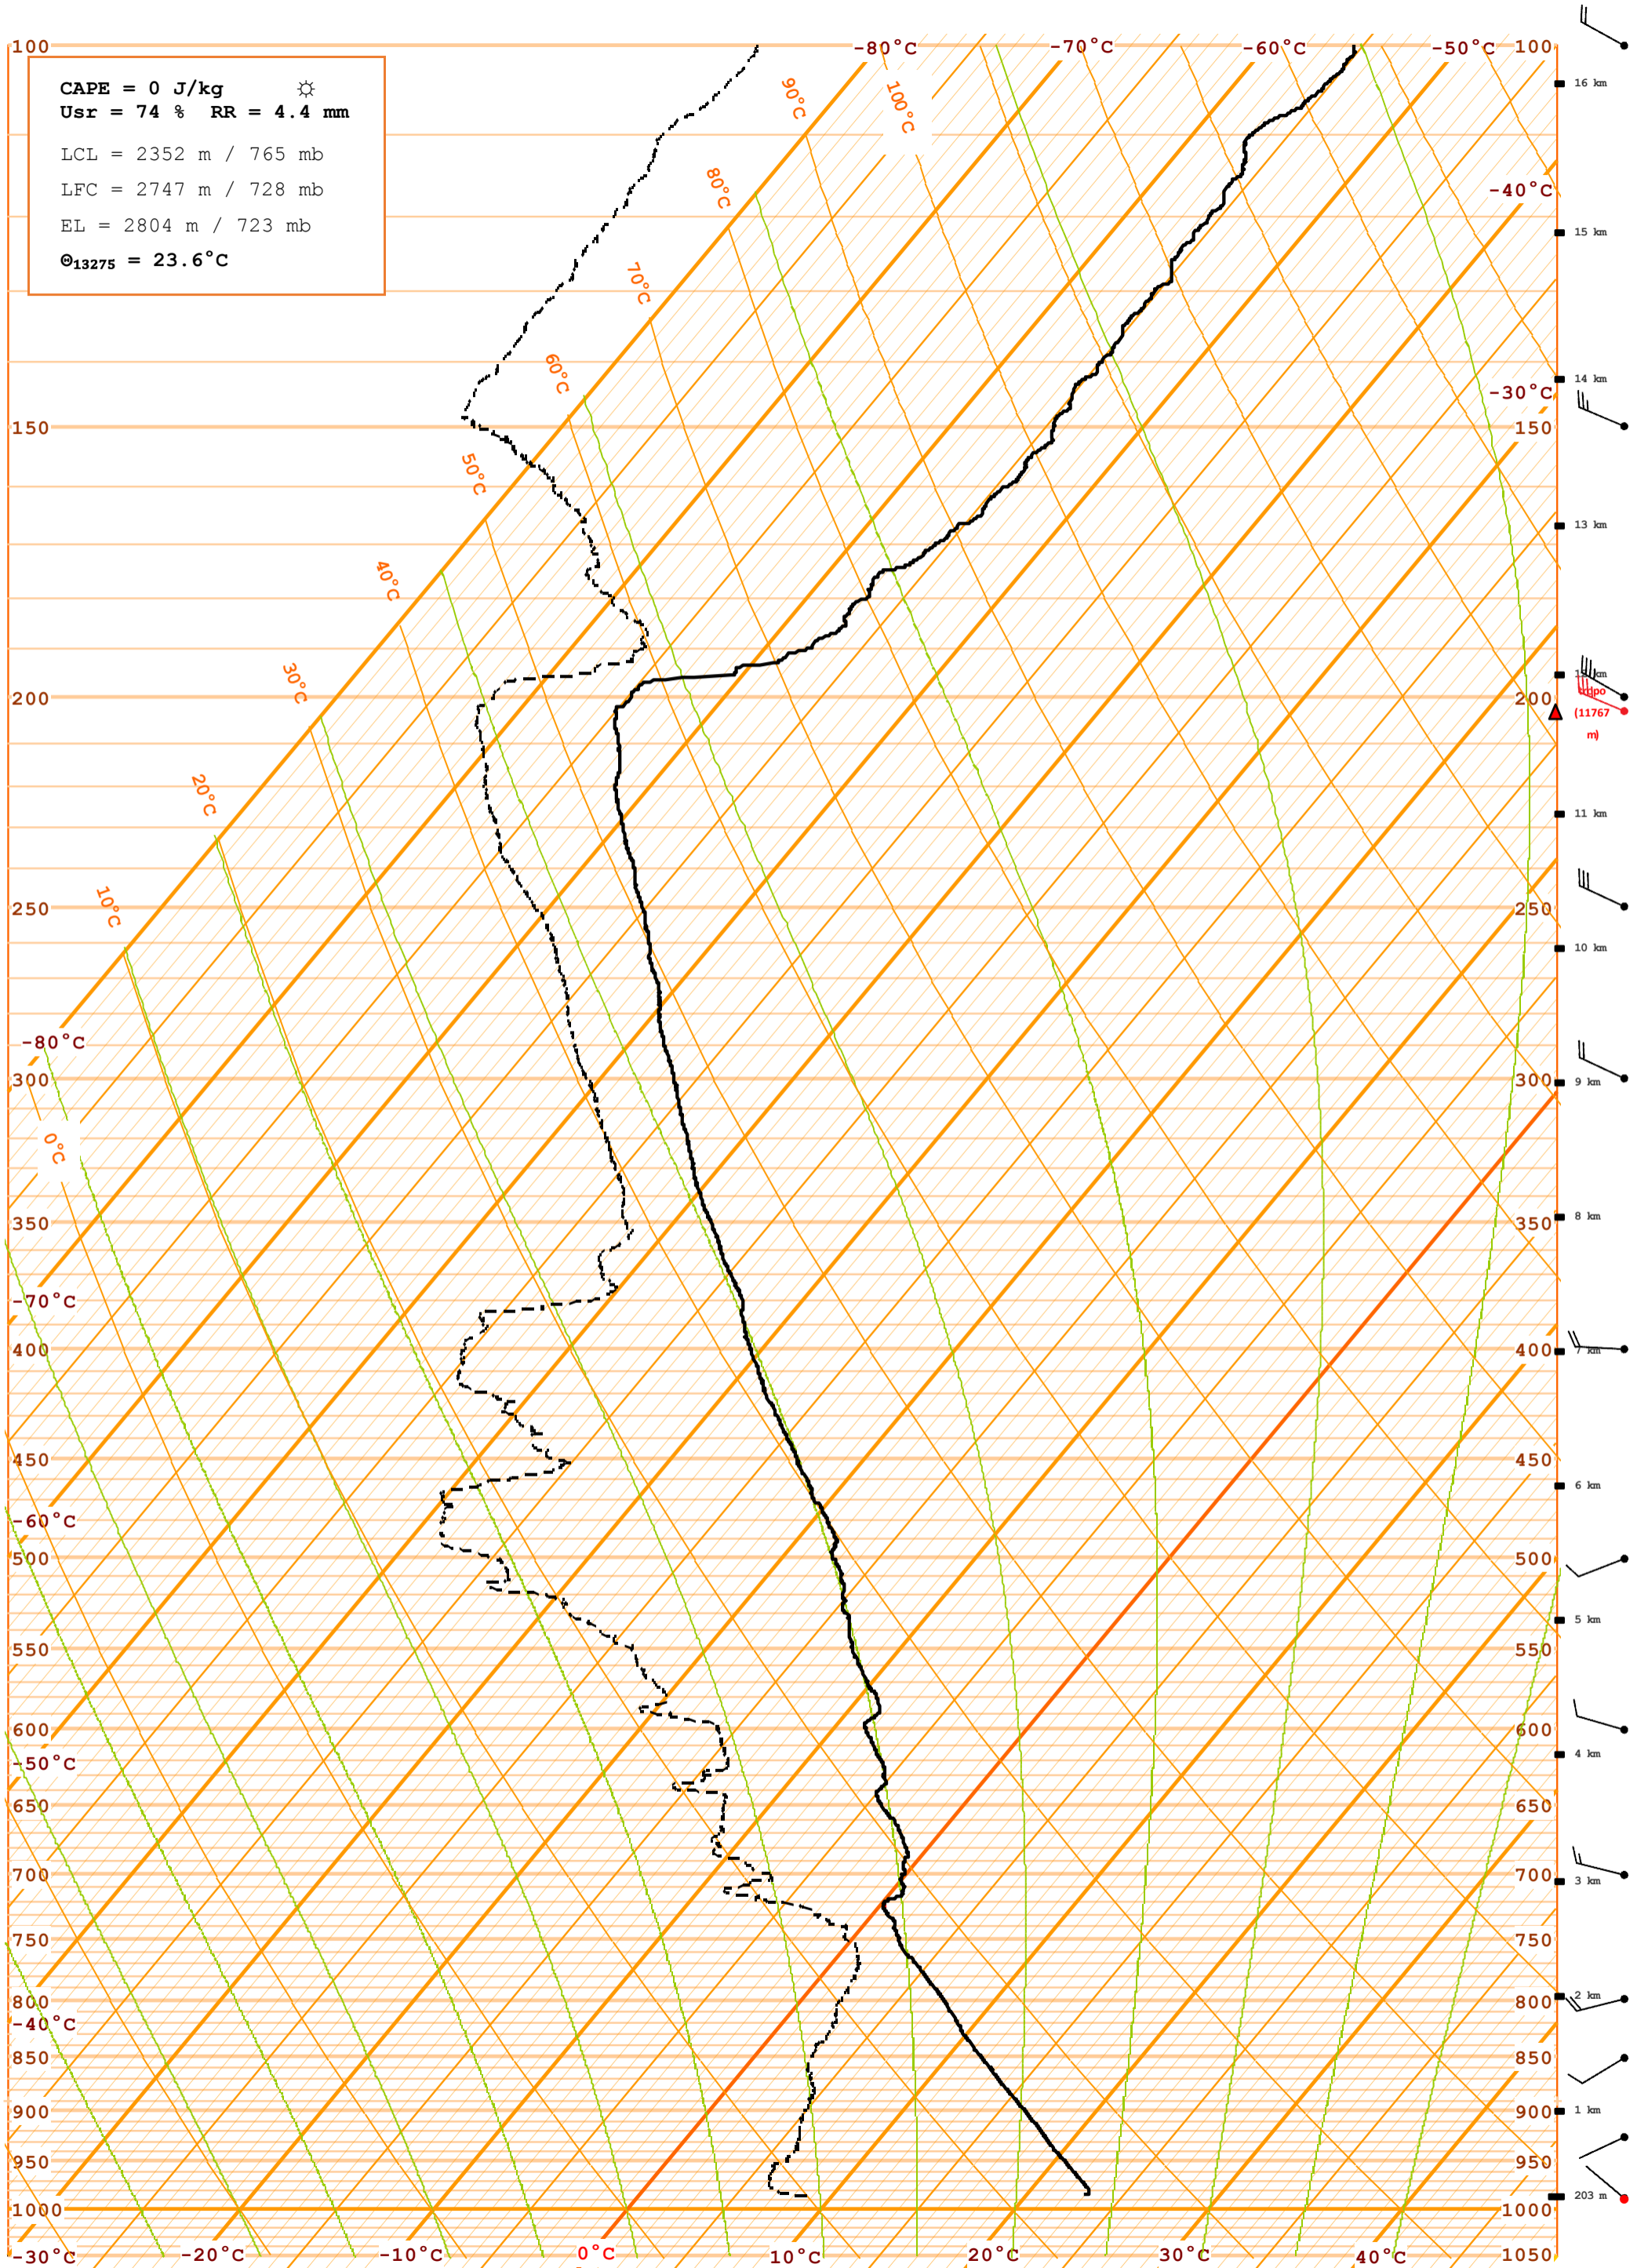 -80°C -70°C -60°C -50°C
100 100
16 km
CAPE = 0 J/kg ☼
Usr = 74 % RR = 4.4 mm
LCL = 2352 m / 765 mb
LFC = 2747 m / 728 mb
EL = 2804 m / 723 mb
Θ13275 = 23.6°C
90°C 100°C
80°C
-40°C
15 km
70°C
60°C
14 km
-30°C
150 150
50°C
13 km
40°C
30°C
200 200
(11767
m)
20°C
11 km
10°C
250 250
10 km
-80°C
300 300
9 km
0°C
350 350
8 km
-70°C
400 400
7 km
450 450
6 km
-60°C
500 500
5 km
550 550
600 600
4 km
-50°C
650 650
700 700
3 km
750 750
2 km
800 800
-40°C
850 850
900 900
1 km
950 950
203 m
1000 1000
-30°C -20°C -10°C 0°C 10°C 20°C 30°C 40°C 1050